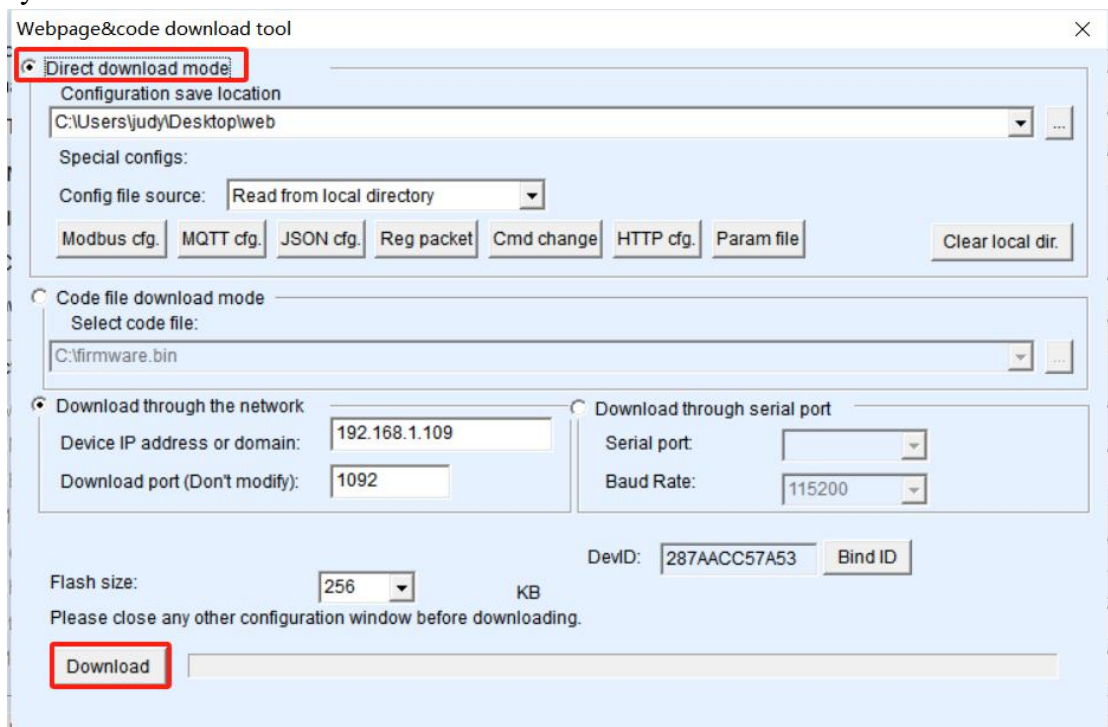 Webpage&code download tool
Direct download mode
Configuration save location
C:\Users\judy\Desktop\web
...
Special configs:
Config file source:
Read from local directory
Modbus cfg.
MQTT cfg.
JSON cfg.
Reg packet
Cmd change
HTTP cfg.
Param file
Clear local dir.
Code file download mode
Select code file:
C:\firmware.bin
...
Download through the network
Device IP address or domain:
192.168.1.109
Download port (Don't modify):
1092
Download through serial port
Serial port:
Baud Rate:
115200
DevID:
287AACC57A53
Bind ID
Flash size:
256
KB
Please close any other configuration window before downloading.
Download